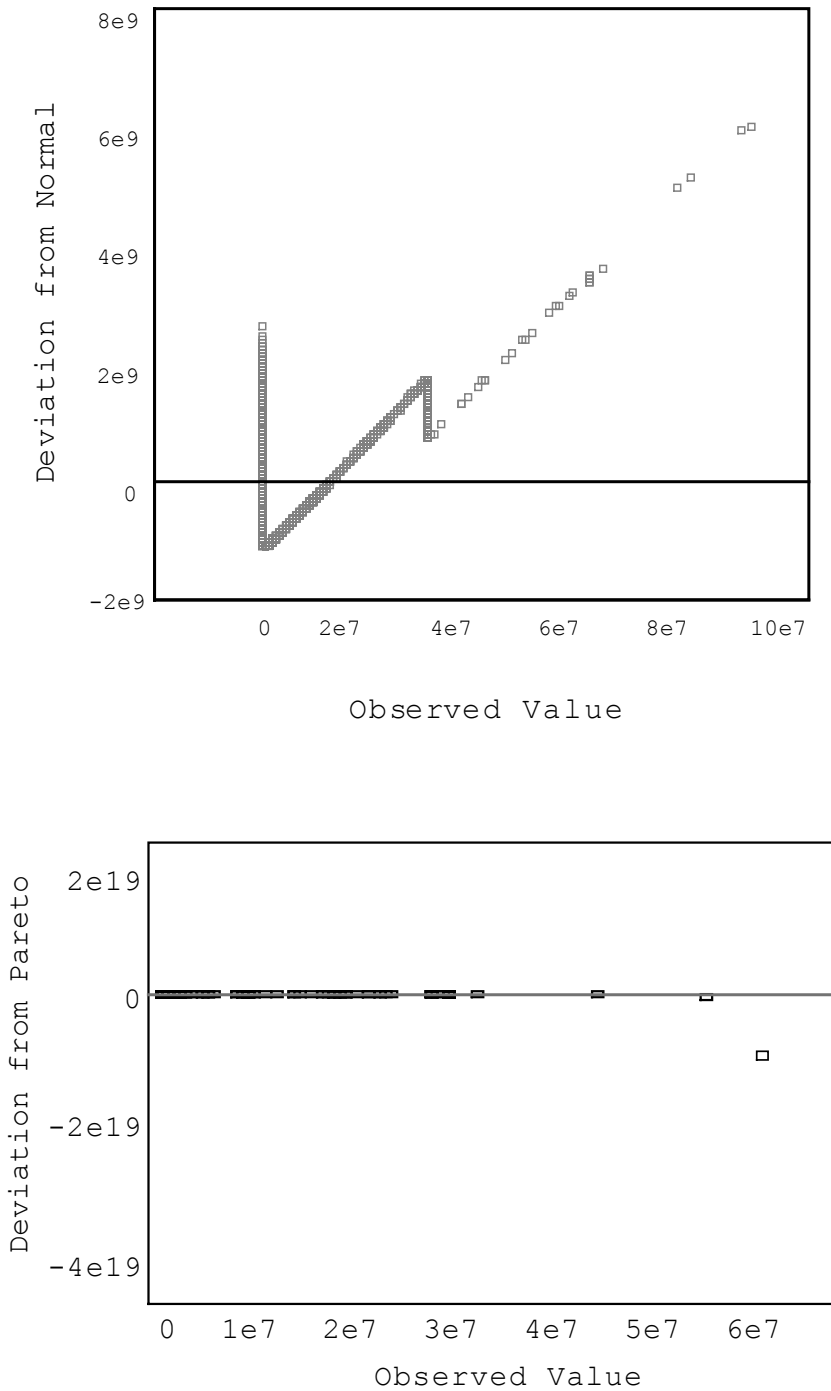 8e9
6e9
4e9
2e9
0
-2e9
Deviation from Normal
0 2e7 4e7 6e7 8e7 10e7
Observed Value
2e19
0
-2e19
-4e19
Deviation from Pareto
0 1e7 2e7 3e7 4e7 5e7 6e7
Observed Value